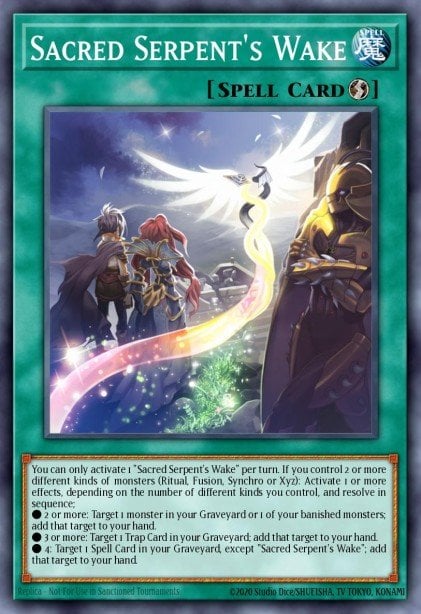 SACRED SERPENT'S WAKE
SPELL
魔
[SPELL CARD]
You can only activate 1 "Sacred Serpent's Wake" per turn. If you control 2 or more
different kinds of monsters (Ritual, Fusion, Synchro or Xyz): Activate 1 or more
effects, depending on the number of different kinds you control, and resolve in
sequence;
● 2 or more: Target 1 monster in your Graveyard or 1 of your banished monsters;
add that to your hand.
● 3 or more: Target 1 Trap Card in your Graveyard; add that to your hand.
● 4: Target 1 Spell Card in your Graveyard, except "Sacred Serpent's Wake"; add
that to your hand.
Replica - Not For Use in Sanctioned Tournaments
©2020 Studio Dice/SHUEISHA, TV TOKYO, KONAMI